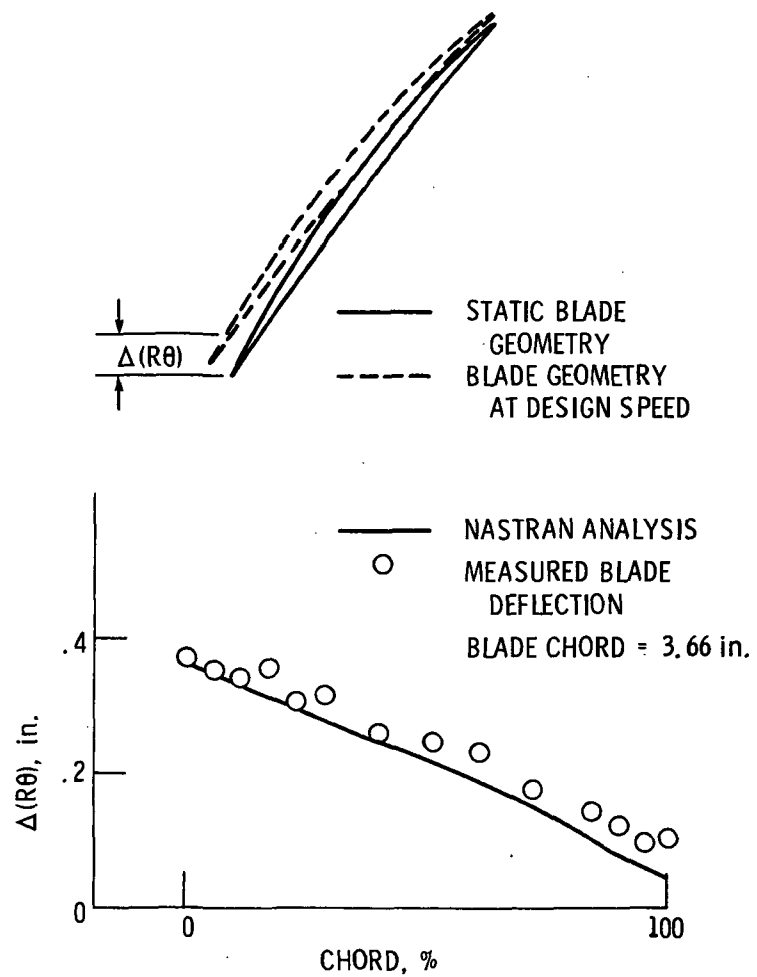 Δ(Rθ)
STATIC BLADE
GEOMETRY
BLADE GEOMETRY
AT DESIGN SPEED
NASTRAN ANALYSIS
MEASURED BLADE
DEFLECTION
BLADE CHORD = 3.66 in.
Δ(Rθ), in.
.4
.2
0
0
100
CHORD, %